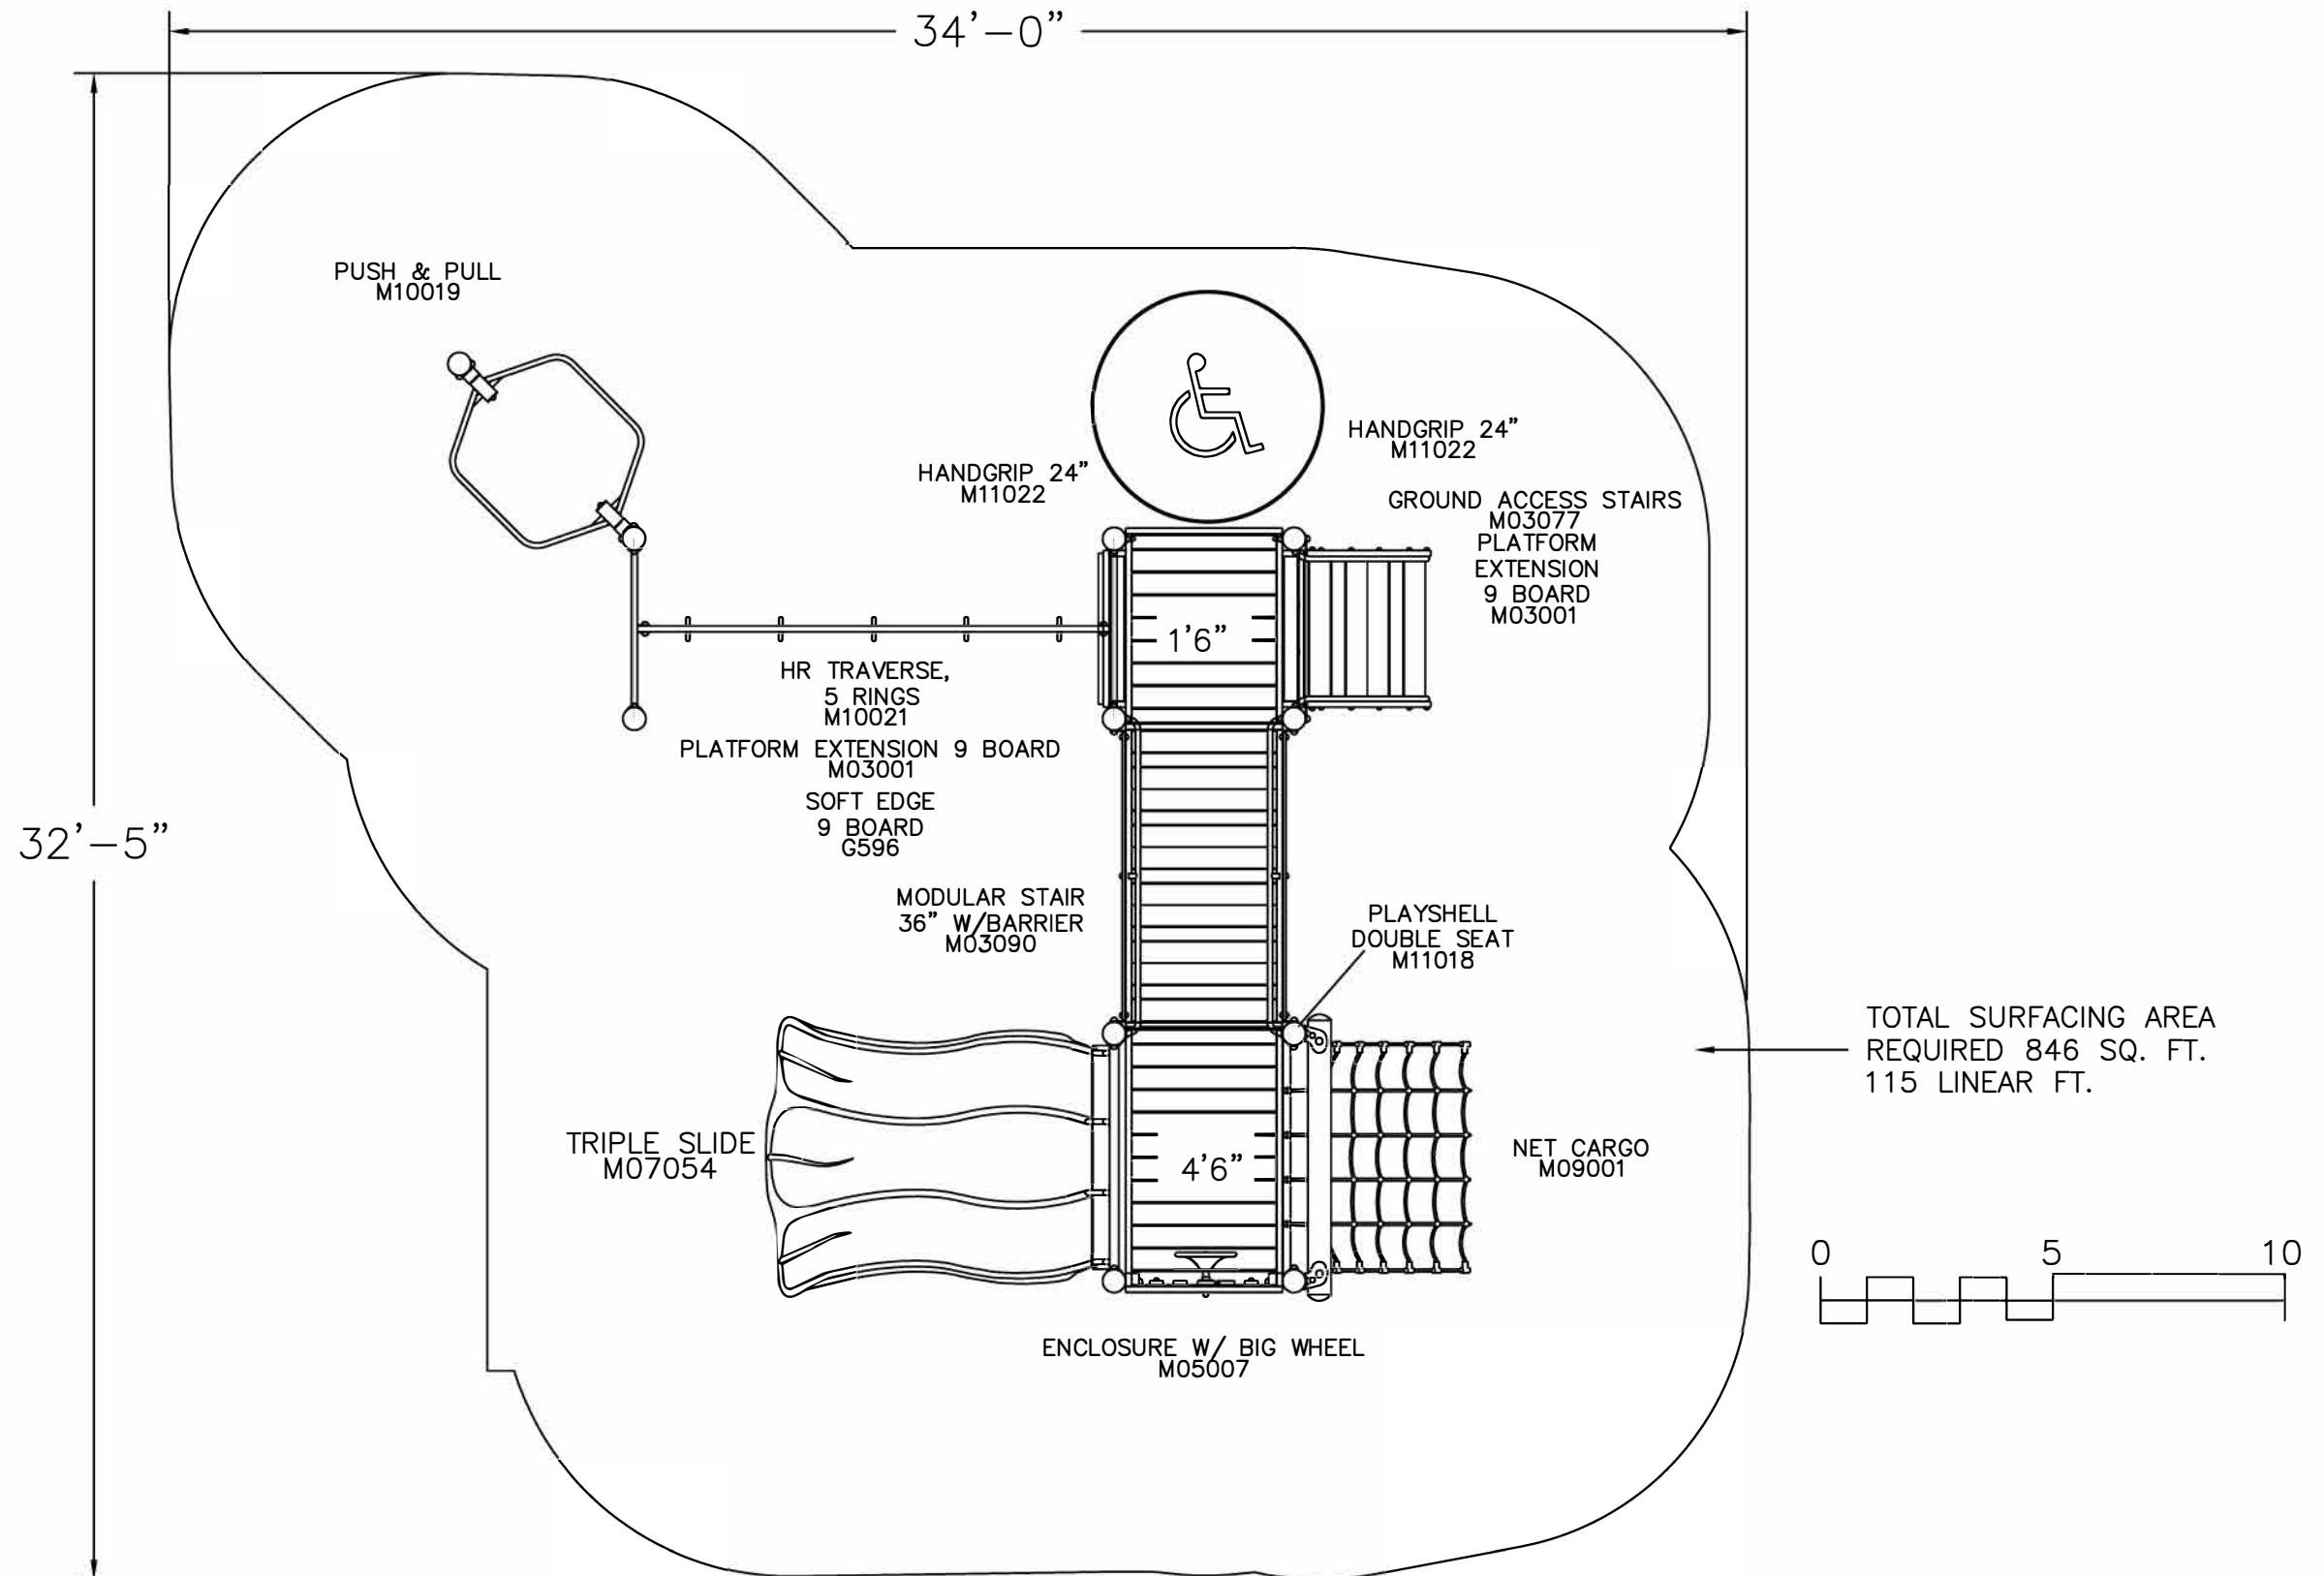 34'-0"
PUSH & PULL
M10019
HANDGRIP 24"
M11022
HANDGRIP 24"
M11022
GROUND ACCESS STAIRS
M03077
PLATFORM
EXTENSION
9 BOARD
M03001
1'6"
HR TRAVERSE,
5 RINGS
M10021
PLATFORM EXTENSION 9 BOARD
M03001
SOFT EDGE
9 BOARD
G596
32'-5"
MODULAR STAIR
36" W/BARRIER
M03090
PLAYSHELL
DOUBLE SEAT
M11018
TOTAL SURFACING AREA
REQUIRED 846 SQ. FT.
115 LINEAR FT.
TRIPLE SLIDE
M07054
4'6"
NET CARGO
M09001
0 5 10
ENCLOSURE W/ BIG WHEEL
M05007